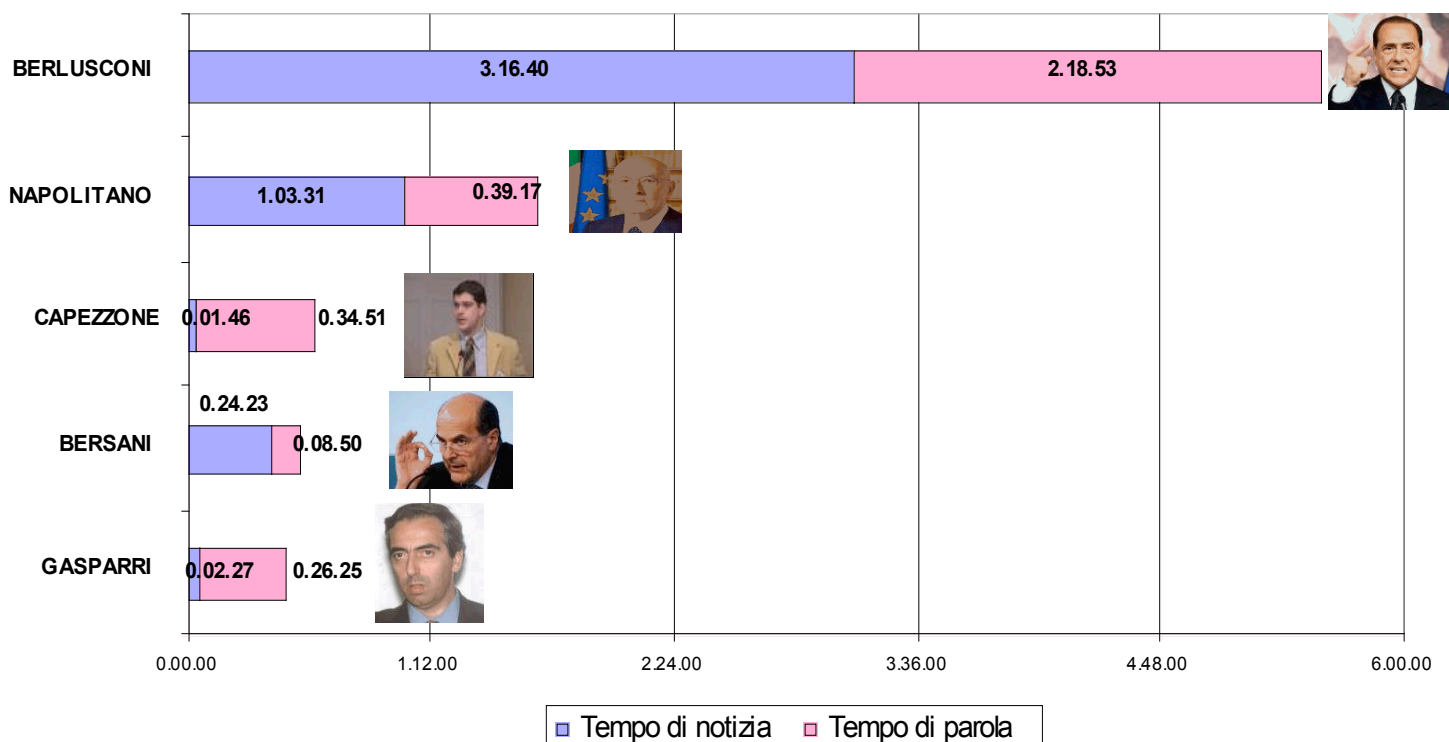 BERLUSCONI 3.16.40 2.18.53
NAPOLITANO 1.03.31 0.39.17
CAPEZZONE 0.01.46 0.34.51
0.24.23
BERSANI 0.08.50
GASPARRI 0.02.27 0.26.25
0.00.00 1.12.00 2.24.00 3.36.00 4.48.00 6.00.00
Tempo di notizia Tempo di parola